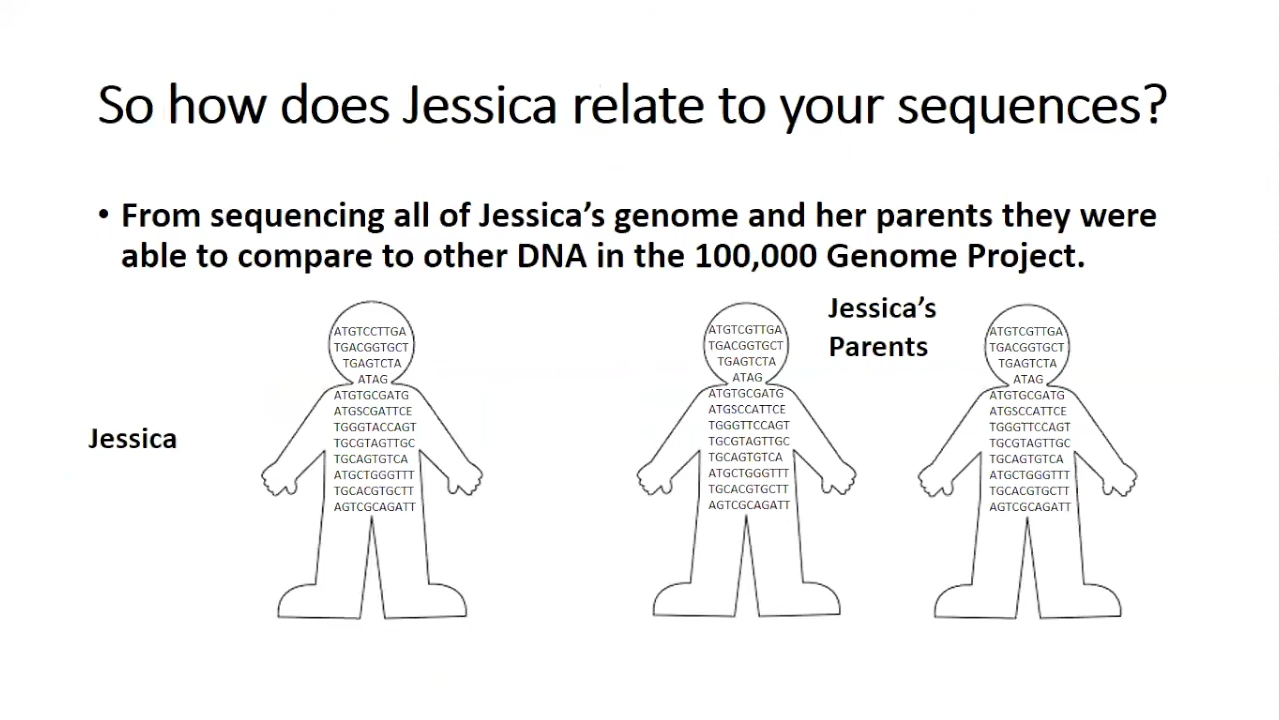 So how does Jessica relate to your sequences?
• From sequencing all of Jessica’s genome and her parents they were
able to compare to other DNA in the 100,000 Genome Project.
Jessica
ATGTCCTTGA
TGACGGTGCT
TGAGTCTA
ATAG
ATGTGCGATG
ATGSCGATTCE
TGGGTACCAGT
TGCGTAGTTGC
TGCAGTGTCA
ATGCTGGGTTT
TGCACGTGCTT
AGTCGCAGATT
Jessica’s
Parents
ATGTCGTTGA
TGACGGTGCT
TGAGTCTA
ATAG
ATGTGCGATG
ATGSCCATTCE
TGGGTTCCAGT
TGCGTAGTTGC
TGCAGTGTCA
ATGCTGGGTTT
TGCACGTGCTT
AGTCGCAGATT
ATGTCGTTGA
TGACGGTGCT
TGAGTCTA
ATAG
ATGTGCGATG
ATGSCCATTCE
TGGGTTCCAGT
TGCGTAGTTGC
TGCAGTGTCA
ATGCTGGGTTT
TGCACGTGCTT
AGTCGCAGATT